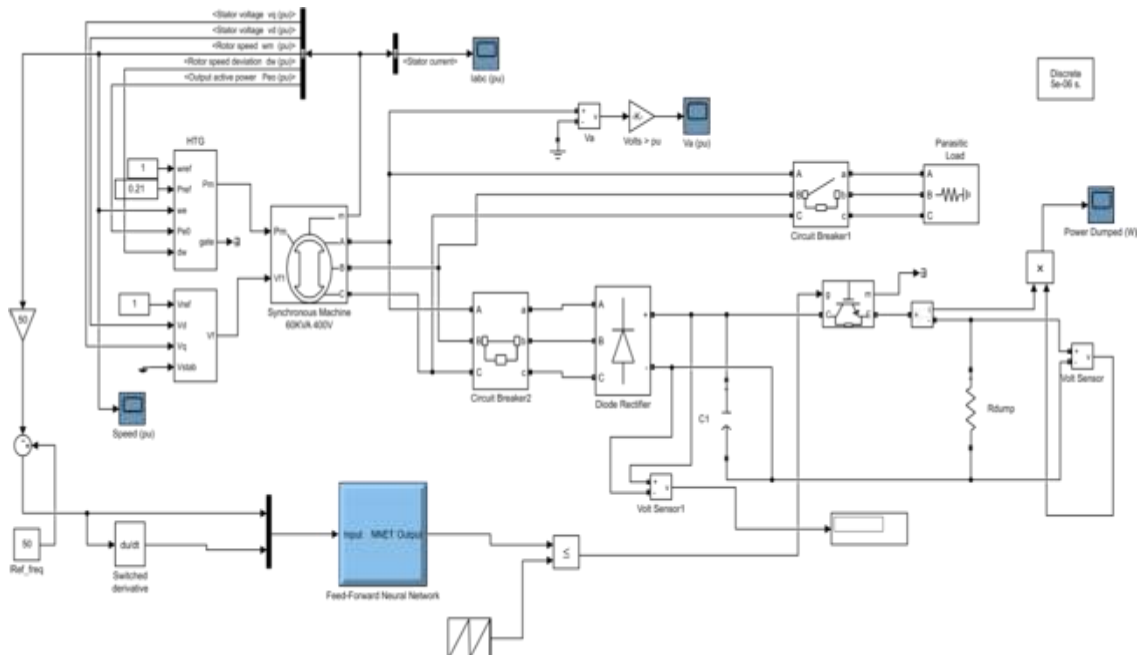 <Stator voltage vq (pu)>
<Stator voltage vd (pu)>
<Rotor speed wm (pu)>
<Rotor speed deviation dw (pu)>
<Output active power Peo (pu)>
<Stator current>
Iabc (pu)
Discrete
5e-06 s.
HTG
1
wref
0.21
Pref
we
Pe0
dw
Pm
gate
1
Vref
Vd
Vq
Vstab
Vf
Pm
Vf1
m
A
B
C
Synchronous Machine
60KVA 400V
+
-
v
Va
-K-
Volts > pu
Va (pu)
A
B
C
a
b
c
Circuit Breaker1
Parasitic
Load
A
B
C
Power Dumped (W)
×
50
Speed (pu)
A
B
C
a
b
c
Circuit Breaker2
A
B
C
+
-
Diode Rectifier
g
m
C
E
+
-
v
Volt Sensor
C1
Rdump
+
-
v
Volt Sensor1
50
Ref_freq
du/dt
Switched
derivative
Input
NNET Output
Feed-Forward Neural Network
≤